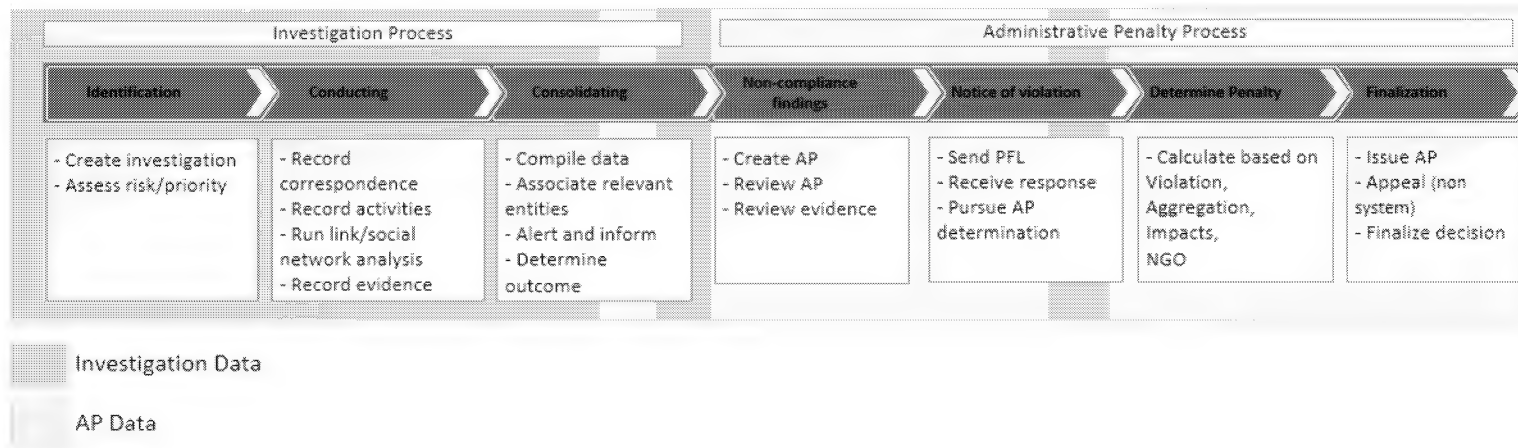 Investigation Process
Administrative Penalty Process
Identification
Conducting
Consolidating
Non-compliance
findings
Notice of violation
Determine Penalty
Finalization
- Create investigation
- Assess risk/priority
- Record
correspondence
- Record activities
- Run link/social
network analysis
- Record evidence
- Compile data
- Associate relevant
entities
- Alert and inform
- Determine
outcome
- Create AP
- Review AP
- Review evidence
- Send PFL
- Receive response
- Pursue AP
determination
- Calculate based on
Violation,
Aggregation,
Impacts,
NGO
- Issue AP
- Appeal (non
system)
- Finalize decision
Investigation Data
AP Data